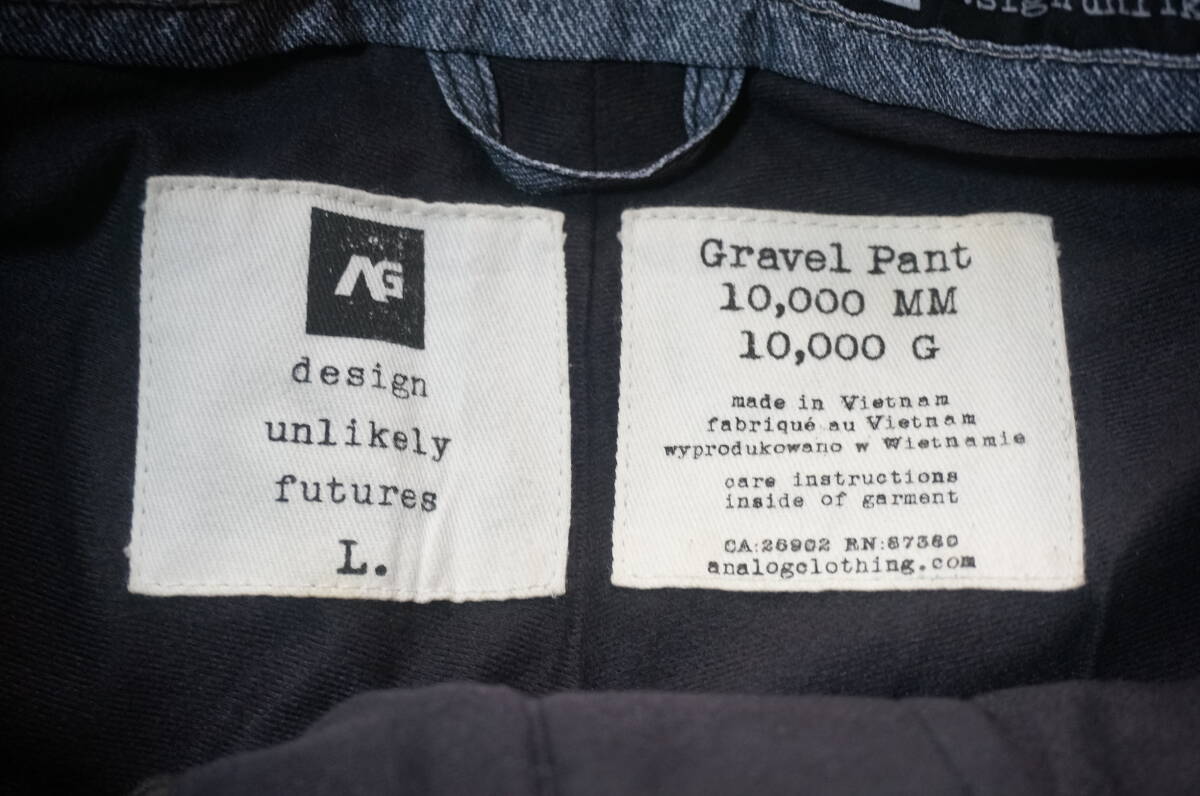 AG
design
unlikely
futures
L.
Gravel Pant
10,000 MM
10,000 G
made in Vietnam
fabriqué au Vietnam
wyprodukowano w Wietnamie
care instructions
inside of garment
CA:26902 RN:87380
analogclothing.com